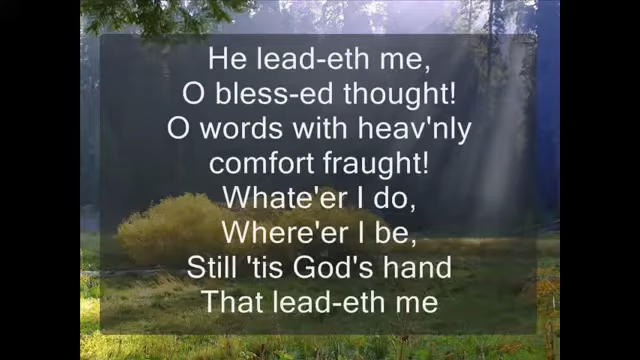 He lead-eth me,
O bless-ed thought!
O words with heav'nly
comfort fraught!
Whate'er I do,
Where'er I be,
Still 'tis God's hand
That lead-eth me